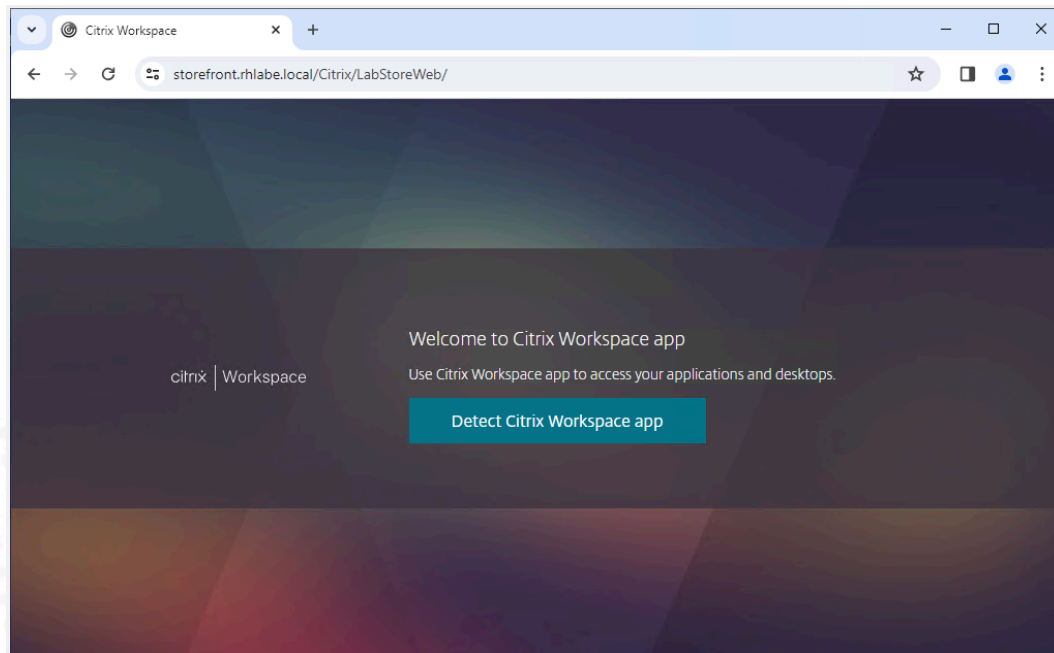 Citrix Workspace
storefront.rhlabe.local/Citrix/LabStoreWeb/
Welcome to Citrix Workspace app
Use Citrix Workspace app to access your applications and desktops.
citrix | Workspace
Detect Citrix Workspace app